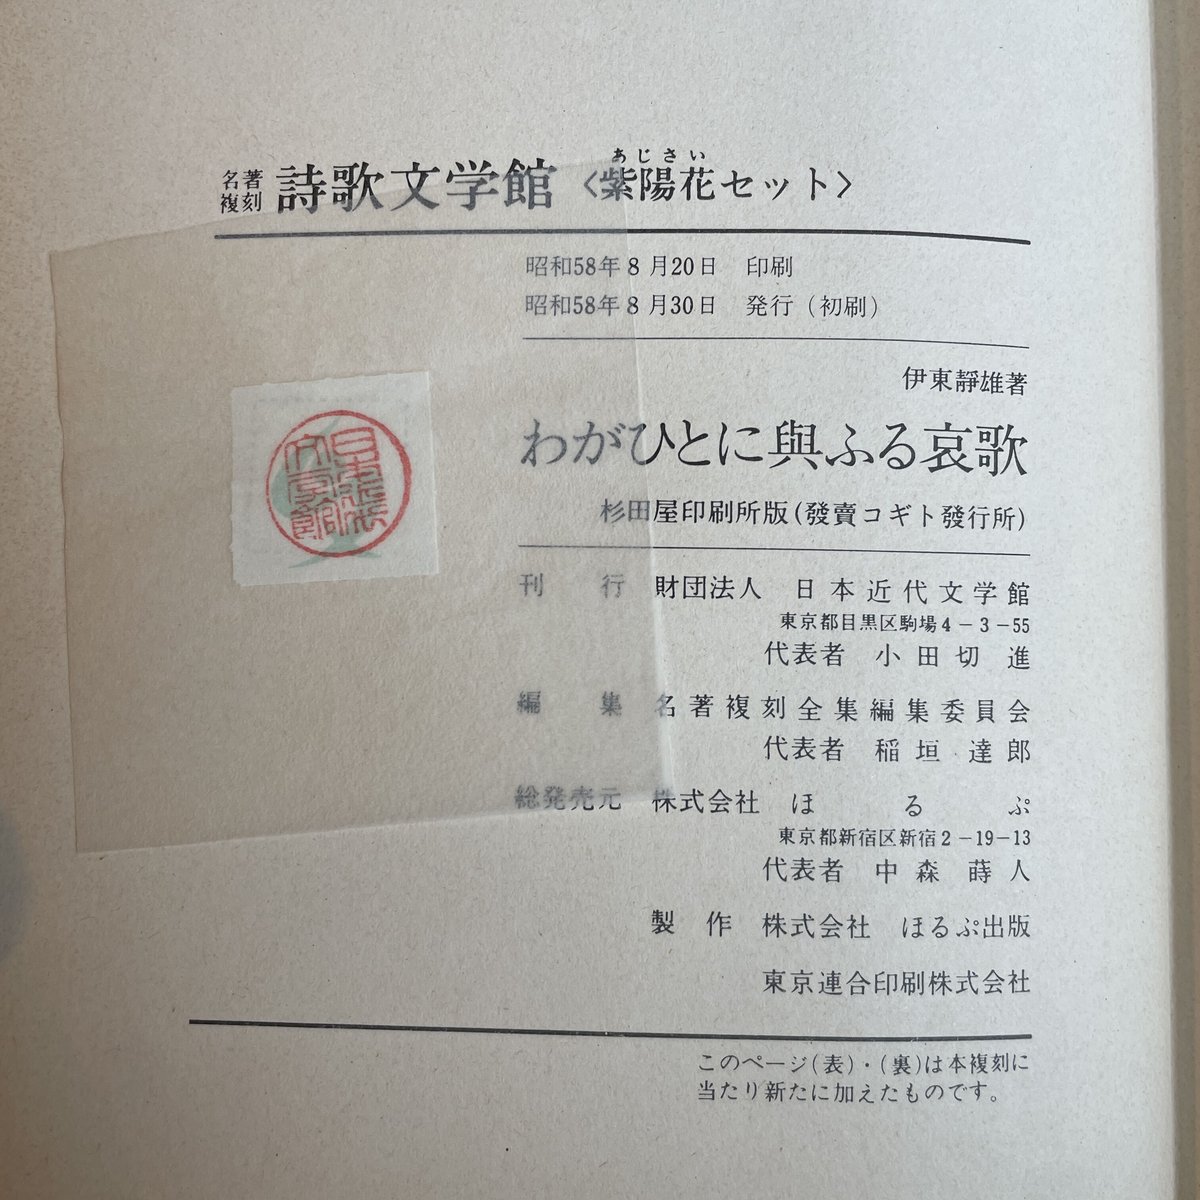 名著複刻 詩歌文学館〈紫陽花セット〉
あじさい
昭和58年8月20日 印刷
昭和58年8月30日 発行（初刷）
伊東靜雄著
わがひとに與ふる哀歌
杉田屋印刷所版（發賣コギト發行所）
刊行 財団法人 日本近代文学館
東京都目黒区駒場4－3－55
代表者 小田切進
編集 名著複刻全集編集委員会
代表者 稲垣達郎
総発売元 株式会社 ほるぷ
東京都新宿区新宿2－19－13
代表者 中森蒔人
製作 株式会社 ほるぷ出版
東京連合印刷株式会社
このページ（表）・（裏）は本複刻に
当たり新たに加えたものです。